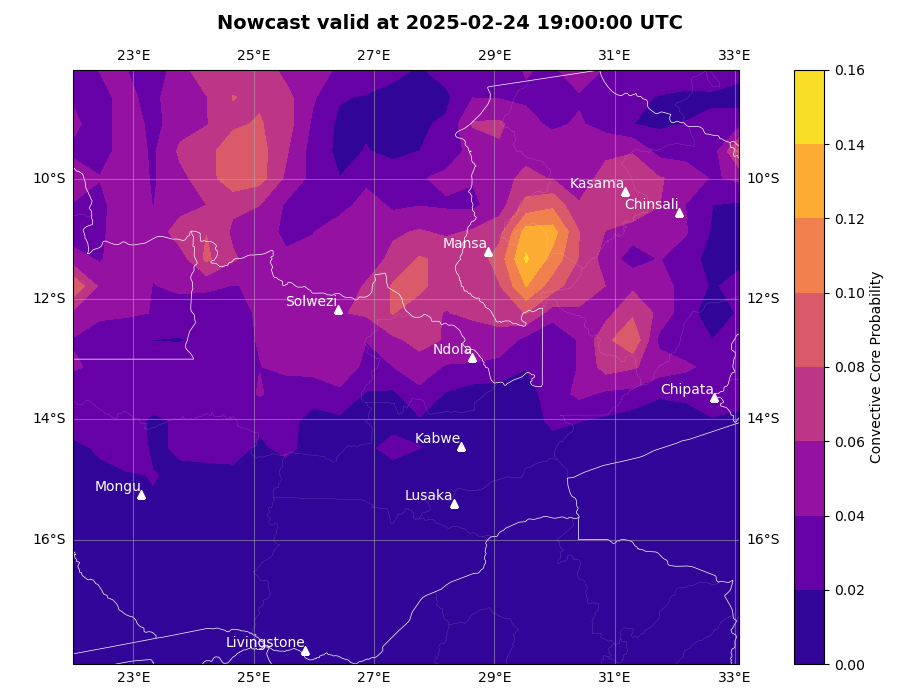 Nowcast valid at 2025-02-24 19:00:00 UTC
23°E 25°E 27°E 29°E 31°E 33°E
0.16
0.14
0.12
0.10
0.08
0.06
0.04
0.02
0.00
Convective Core Probability
10°S 10°S
12°S 12°S
14°S 14°S
16°S 16°S
Kasama
Chinsali
Mansa
Solwezi
Ndola
Chipata
Kabwe
Mongu
Lusaka
Livingstone
23°E 25°E 27°E 29°E 31°E 33°E